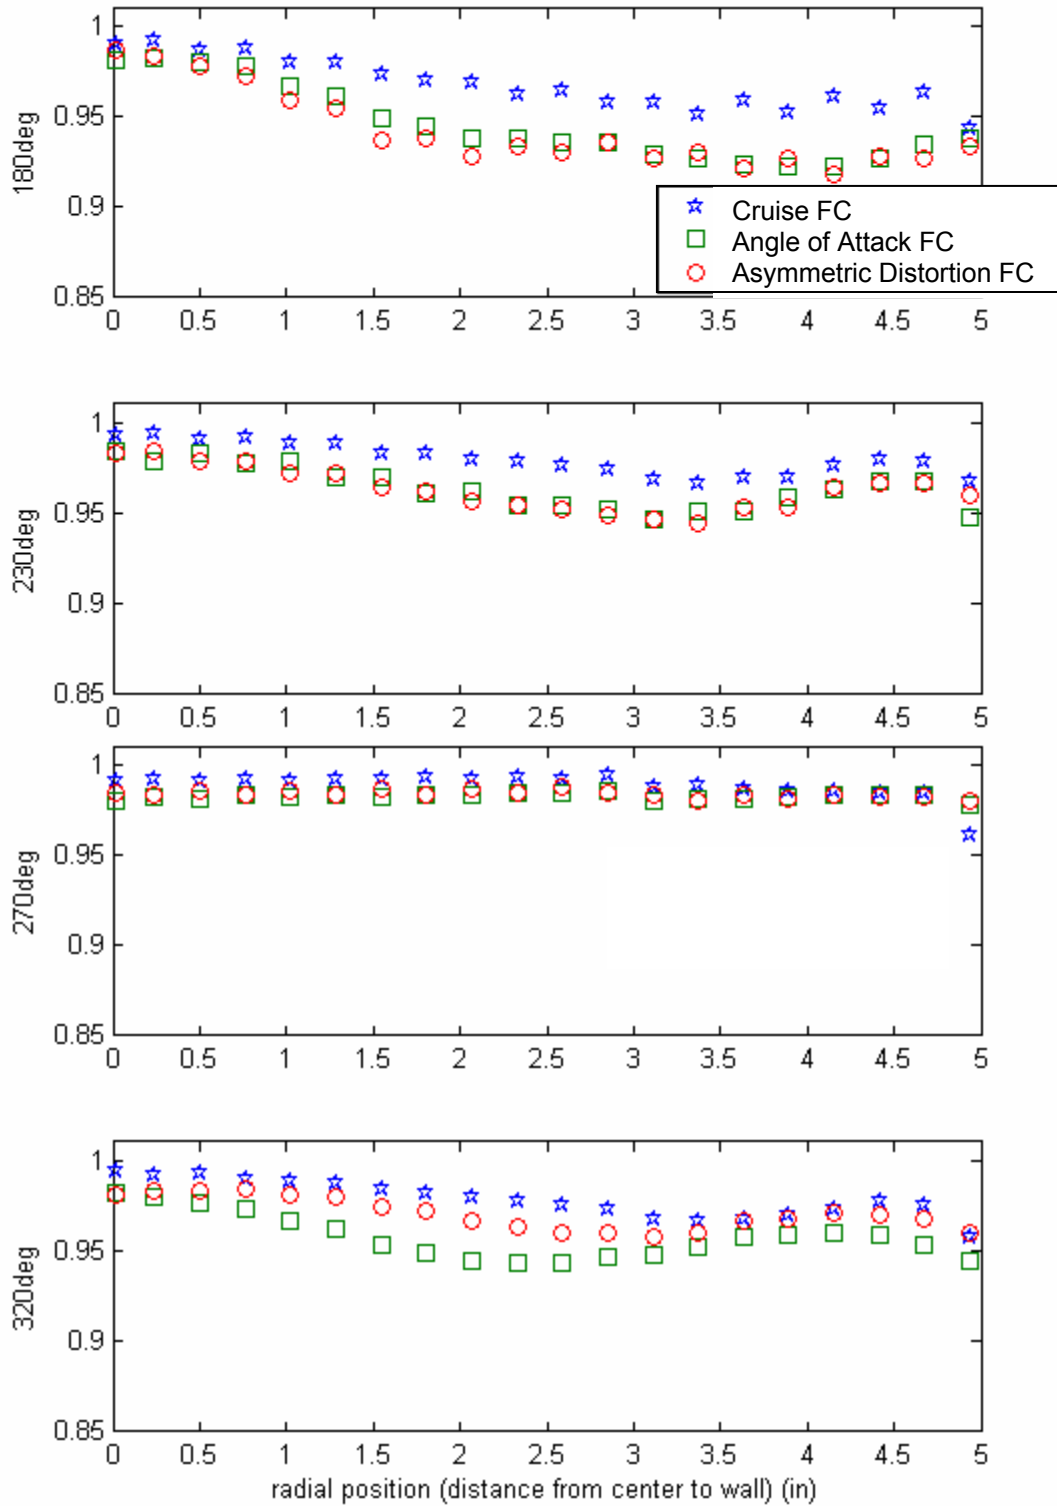 1
0.95
0.9
0.85
180deg
0 0.5 1 1.5 2 2.5 3 3.5 4 4.5 5
Cruise FC
Angle of Attack FC
Asymmetric Distortion FC
1
0.95
0.9
0.85
230deg
0 0.5 1 1.5 2 2.5 3 3.5 4 4.5 5
1
0.95
0.9
0.85
270deg
0 0.5 1 1.5 2 2.5 3 3.5 4 4.5 5
1
0.95
0.9
0.85
320deg
0 0.5 1 1.5 2 2.5 3 3.5 4 4.5 5
radial position (distance from center to wall) (in)